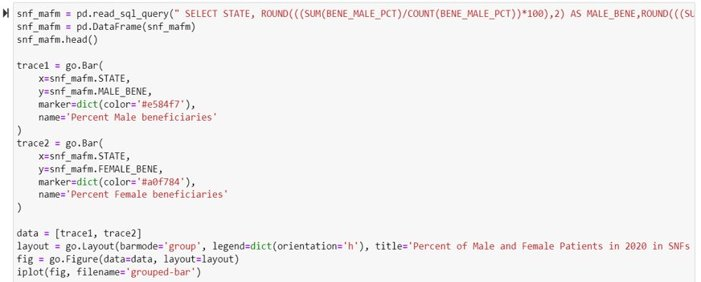 snf_mafm = pd.read_sql_query(" SELECT STATE, ROUND(((SUM(BENE_MALE_PCT)/COUNT(BENE_MALE_PCT))*100),2) AS MALE_BENE,ROUND(((SU
snf_mafm = pd.DataFrame(snf_mafm)
snf_mafm.head()
trace1 = go.Bar(
x=snf_mafm.STATE,
y=snf_mafm.MALE_BENE,
marker=dict(color='#e584f7'),
name='Percent Male beneficiaries'
)
trace2 = go.Bar(
x=snf_mafm.STATE,
y=snf_mafm.FEMALE_BENE,
marker=dict(color='#a0f784'),
name='Percent Female beneficiaries'
)
data = [trace1, trace2]
layout = go.Layout(barmode='group', legend=dict(orientation='h'), title='Percent of Male and Female Patients in 2020 in SNFs
fig = go.Figure(data=data, layout=layout)
iplot(fig, filename='grouped-bar')